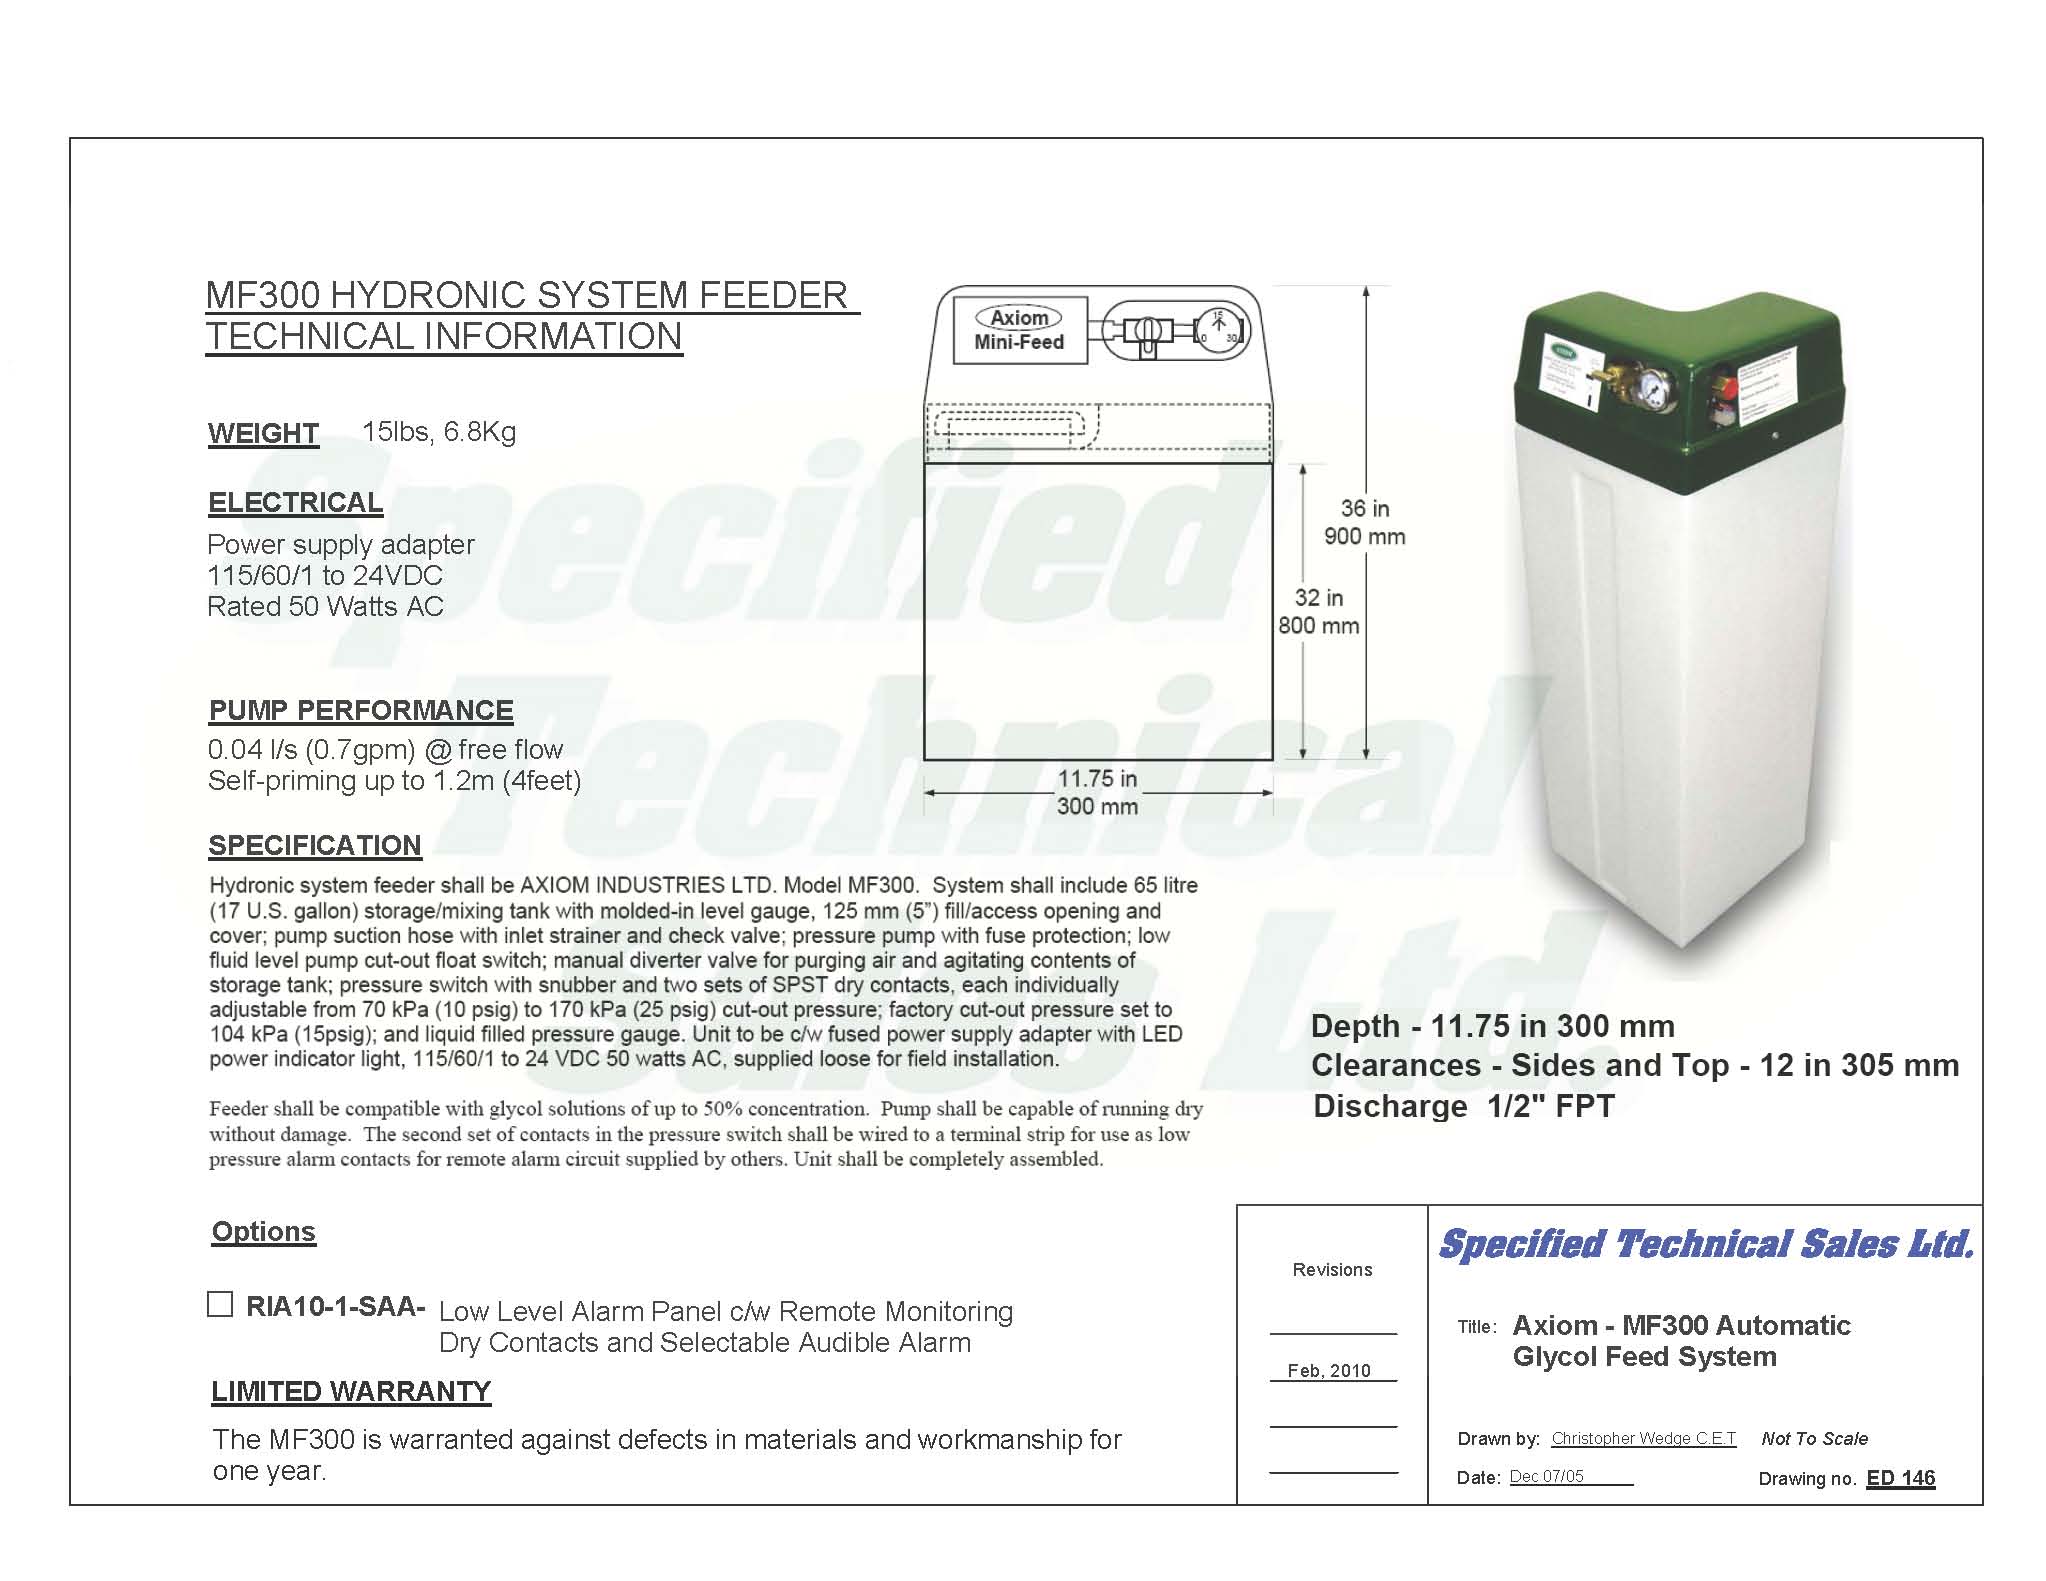 MF300 HYDRONIC SYSTEM FEEDER
TECHNICAL INFORMATION
WEIGHT 15lbs, 6.8Kg
ELECTRICAL
Power supply adapter
115/60/1 to 24VDC
Rated 50 Watts AC
PUMP PERFORMANCE
0.04 l/s (0.7gpm) @ free flow
Self-priming up to 1.2m (4feet)
SPECIFICATION
Hydronic system feeder shall be AXIOM INDUSTRIES LTD. Model MF300. System shall include 65 litre
(17 U.S. gallon) storage/mixing tank with molded-in level gauge, 125 mm (5”) fill/access opening and
cover; pump suction hose with inlet strainer and check valve; pressure pump with fuse protection; low
fluid level pump cut-out float switch; manual diverter valve for purging air and agitating contents of
storage tank; pressure switch with snubber and two sets of SPST dry contacts, each individually
adjustable from 70 kPa (10 psig) to 170 kPa (25 psig) cut-out pressure; factory cut-out pressure set to
104 kPa (15psig); and liquid filled pressure gauge. Unit to be c/w fused power supply adapter with LED
power indicator light, 115/60/1 to 24 VDC 50 watts AC, supplied loose for field installation.
Feeder shall be compatible with glycol solutions of up to 50% concentration. Pump shall be capable of running dry
without damage. The second set of contacts in the pressure switch shall be wired to a terminal strip for use as low
pressure alarm contacts for remote alarm circuit supplied by others. Unit shall be completely assembled.
Options
RIA10-1-SAA- Low Level Alarm Panel c/w Remote Monitoring
Dry Contacts and Selectable Audible Alarm
LIMITED WARRANTY
The MF300 is warranted against defects in materials and workmanship for
one year.
Axiom
Mini-Feed
0 15 30
36 in
900 mm
32 in
800 mm
11.75 in
300 mm
Depth - 11.75 in 300 mm
Clearances - Sides and Top - 12 in 305 mm
Discharge 1/2" FPT
Specified
Technical
Sales Ltd.
Revisions
Feb, 2010
Specified Technical Sales Ltd.
Title: Axiom - MF300 Automatic
Glycol Feed System
Drawn by: Christopher Wedge C.E.T Not To Scale
Date: Dec 07/05 Drawing no. ED 146